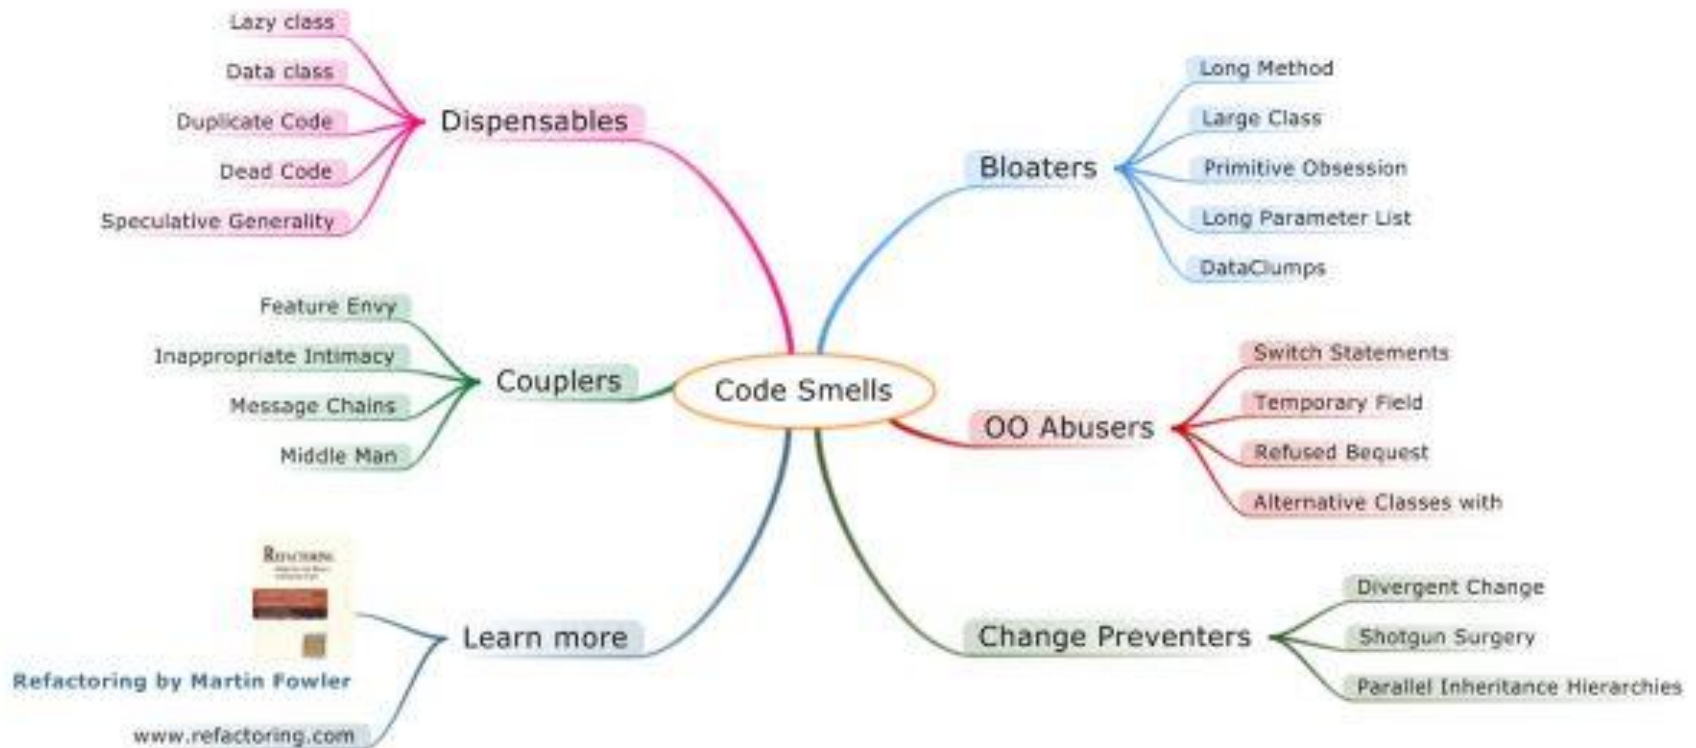 Code Smells
Dispensables
Lazy class
Data class
Duplicate Code
Dead Code
Speculative Generality
Bloaters
Long Method
Large Class
Primitive Obsession
Long Parameter List
DataClumps
Couplers
Feature Envy
Inappropriate Intimacy
Message Chains
Middle Man
OO Abusers
Switch Statements
Temporary Field
Refused Bequest
Alternative Classes with
Learn more
REFACTORING
Refactoring by Martin Fowler
www.refactoring.com
Change Preventers
Divergent Change
Shotgun Surgery
Parallel Inheritance Hierarchies